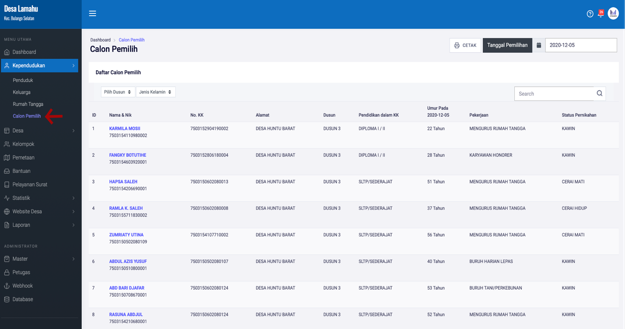 Desa Lamahu
Kec. Bulango Selatan
MENU UTAMA
Dashboard
Kependudukan
Penduduk
Keluarga
Rumah Tangga
Calon Pemilih
Desa
Kelompok
Pemetaan
Bantuan
Pelayanan Surat
Statistik
Website Desa
Laporan
ADMINISTRATOR
Master
Petugas
Webhook
Database
Dashboard Calon Pemilih
Calon Pemilih
CETAK
Tanggal Pemilihan
2020-12-05
Daftar Calon Pemilih
Pilih Dusun
Jenis Kelamin
Search
ID Nama & Nik No. KK Alamat Dusun Pendidikan dalam KK Umur Pada 2020-12-05 Pekerjaan Status Pernikahan
1 KARMILA MOSII 7503152904190002 DESA HUNTU BARAT DUSUN 3 DIPLOMA I / II 22 Tahun MENGURUS RUMAH TANGGA KAWIN
7503154110980002
2 FANGKY BOTUTIHE 7503152806180004 DESA HUNTU BARAT DUSUN 3 DIPLOMA I / II 28 Tahun KARYAWAN HONORER KAWIN
7503154603920001
3 HAPSA SALEH 7503150602080013 DESA HUNTU BARAT DUSUN 3 SLTP/SEDERAJAT 51 Tahun MENGURUS RUMAH TANGGA CERAI MATI
7503154206690001
4 RAMLA K. SALEH 7503150602080008 DESA HUNTU BARAT DUSUN 3 SLTP/SEDERAJAT 37 Tahun MENGURUS RUMAH TANGGA CERAI HIDUP
7503155711830002
5 ZUMRIATY UTINA 7503154107710002 DESA HUNTU BARAT DUSUN 3 SLTP/SEDERAJAT 56 Tahun MENGURUS RUMAH TANGGA CERAI MATI
7503150502080109
6 ABDUL AZIS YUSUF 7503150502080107 DESA HUNTU BARAT DUSUN 3 SLTP/SEDERAJAT 40 Tahun BURUH HARIAN LEPAS KAWIN
7503150510800001
7 ABD BARI DJAFAR 7503150602080124 DESA HUNTU BARAT DUSUN 3 SLTP/SEDERAJAT 53 Tahun BURUH TANI/PERKEBUNAN KAWIN
7503150708670001
8 RASUNA ABDJUL 7503150602080124 DESA HUNTU BARAT DUSUN 3 SLTP/SEDERAJAT 52 Tahun MENGURUS RUMAH TANGGA KAWIN
7503154210680001